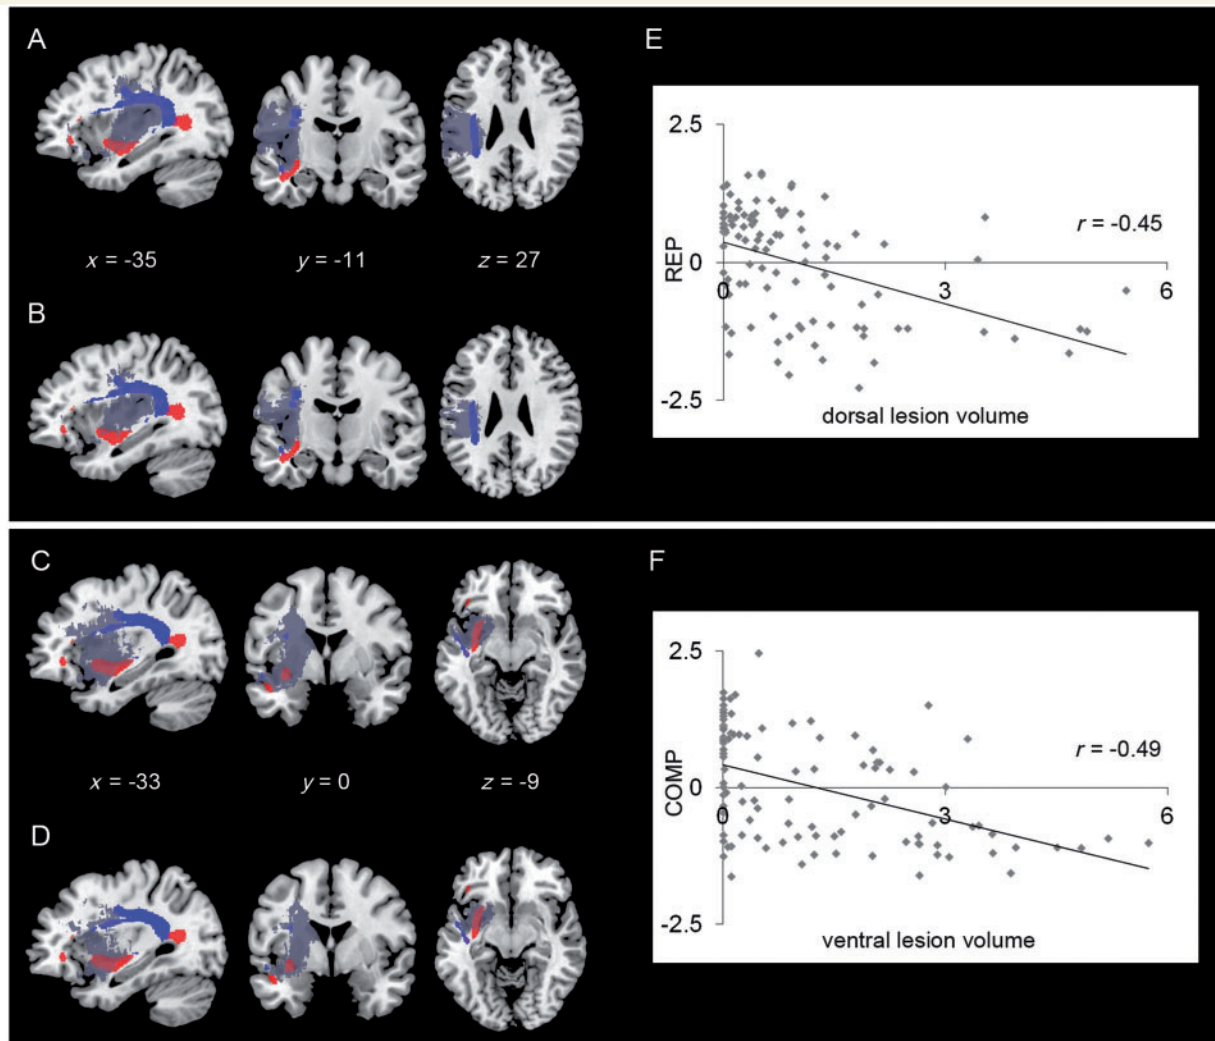 A
x = -35
y = -11
z = 27
B
E
2.5
0
-2.5
REP
0
3
6
r = -0.45
dorsal lesion volume
C
x = -33
y = 0
z = -9
D
F
2.5
0
-2.5
COMP
0
3
6
r = -0.49
ventral lesion volume